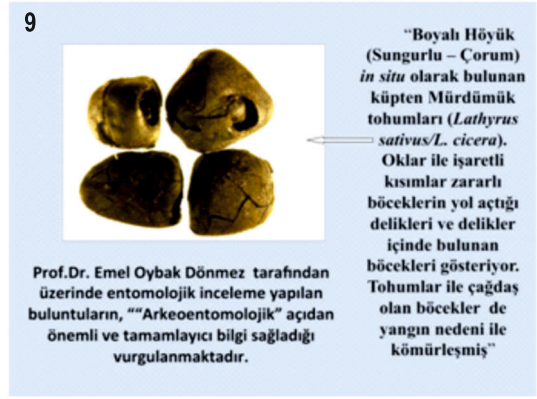 9
“Boyalı Höyük
(Sungurlu – Çorum)
in situ olarak bulunan
küpten Mürdümük
tohumları (Lathyrus
sativus/L. cicera).
Oklar ile işaretli
kısımlar zararlı
böceklerin yol açtığı
delikleri ve delikler
içinde bulunan
böcekleri gösteriyor.
Tohumlar ile çağdaş
olan böcekler de
yangın nedeni ile
kömürleşmiş”
Prof.Dr. Emel Oybak Dönmez tarafından
üzerinde entomolojik inceleme yapılan
buluntuların, ““Arkeoentomolojik” açıdan
önemli ve tamamlayıcı bilgi sağladığı
vurgulanmaktadır.